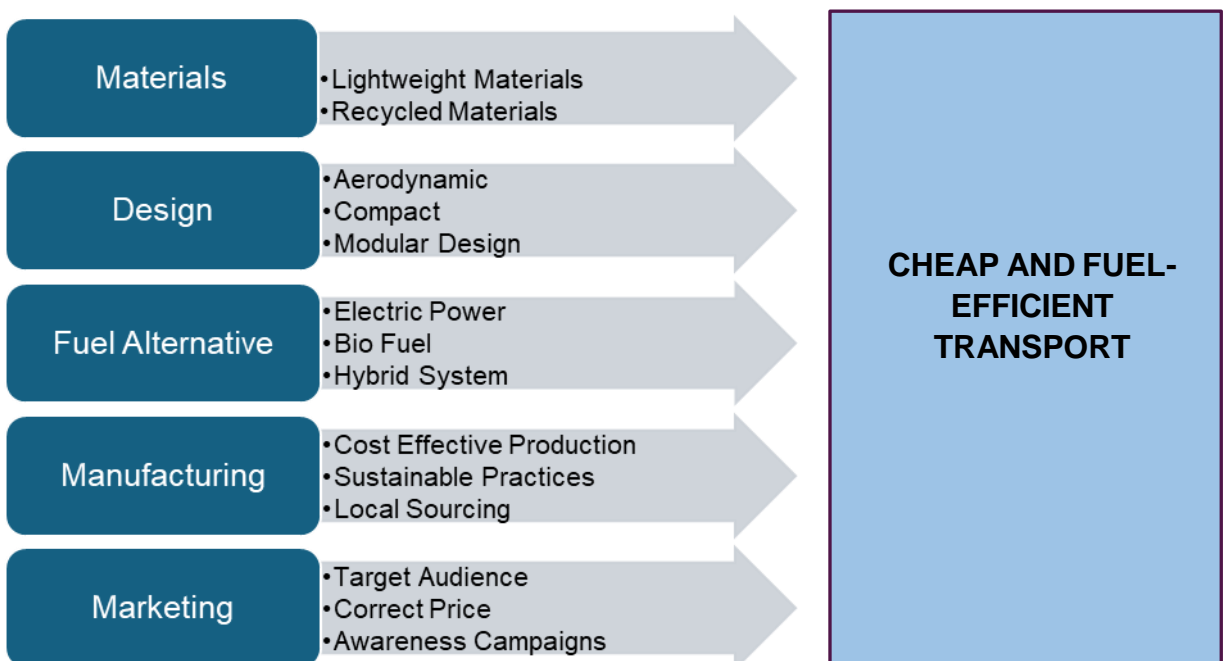 Materials
•Lightweight Materials
•Recycled Materials
Design
•Aerodynamic
•Compact
•Modular Design
Fuel Alternative
•Electric Power
•Bio Fuel
•Hybrid System
Manufacturing
•Cost Effective Production
•Sustainable Practices
•Local Sourcing
Marketing
•Target Audience
•Correct Price
•Awareness Campaigns
CHEAP AND FUEL-
EFFICIENT
TRANSPORT